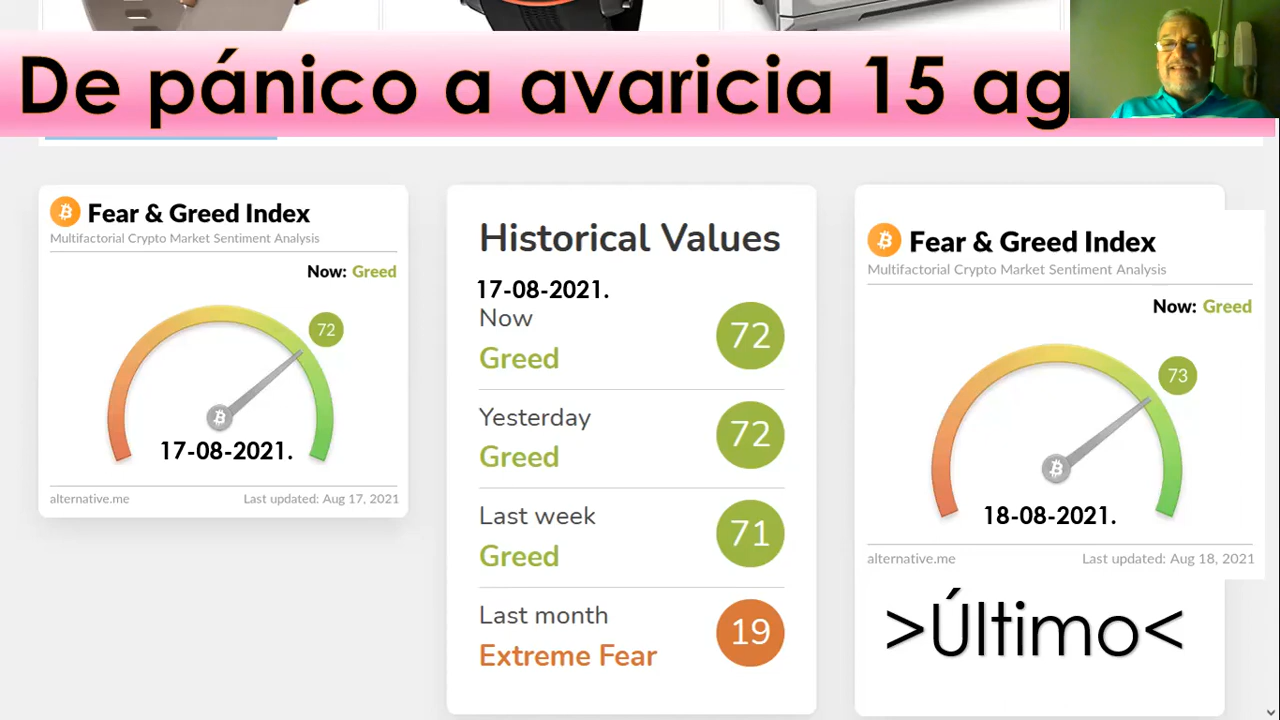 De pánico a avaricia 15 ag
Fear & Greed Index
Multifactorial Crypto Market Sentiment Analysis
Now: Greed
72
17-08-2021.
alternative.me
Last updated: Aug 17, 2021
Historical Values
17-08-2021.
Now
Greed
72
Yesterday
Greed
72
Last week
Greed
71
Last month
Extreme Fear
19
Fear & Greed Index
Multifactorial Crypto Market Sentiment Analysis
Now: Greed
73
18-08-2021.
alternative.me
Last updated: Aug 18, 2021
>Último<